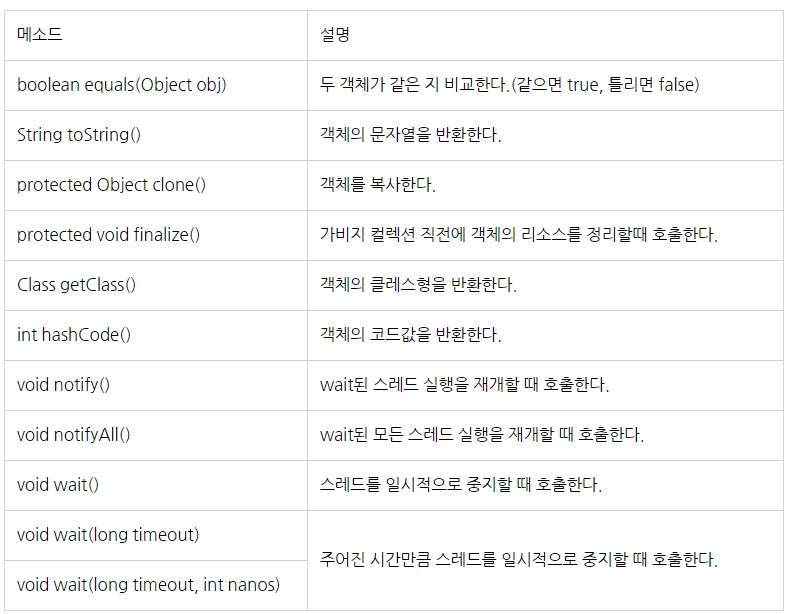 메소드
설명
boolean equals(Object obj)
두 객체가 같은 지 비교한다.(같으면 true, 틀리면 false)
String toString()
객체의 문자열을 반환한다.
protected Object clone()
객체를 복사한다.
protected void finalize()
가비지 컬렉션 직전에 객체의 리소스를 정리할때 호출한다.
Class getClass()
객체의 클레스형을 반환한다.
int hashCode()
객체의 코드값을 반환한다.
void notify()
wait된 스레드 실행을 재개할 때 호출한다.
void notifyAll()
wait된 모든 스레드 실행을 재개할 때 호출한다.
void wait()
스레드를 일시적으로 중지할 때 호출한다.
void wait(long timeout)
주어진 시간만큼 스레드를 일시적으로 중지할 때 호출한다.
void wait(long timeout, int nanos)